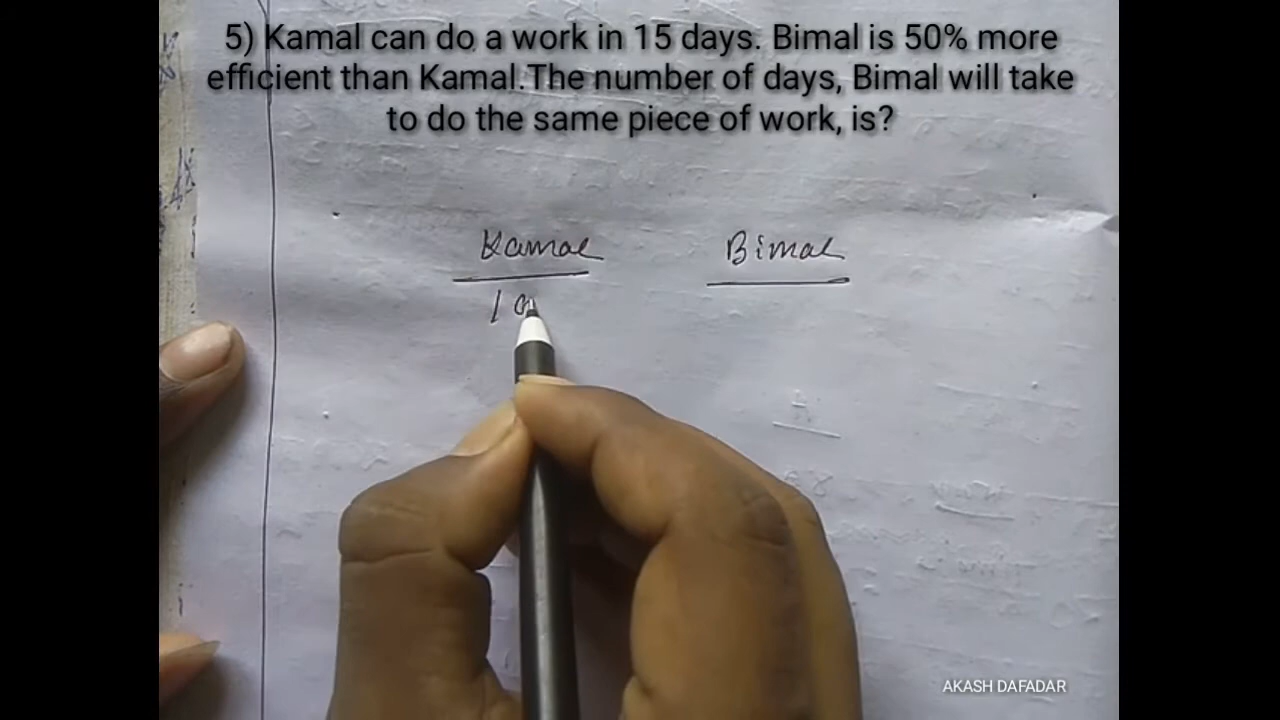 5) Kamal can do a work in 15 days. Bimal is 50% more
efficient than Kamal.The number of days, Bimal will take
to do the same piece of work, is?
Kamal Bimal
10
AKASH DAFADAR